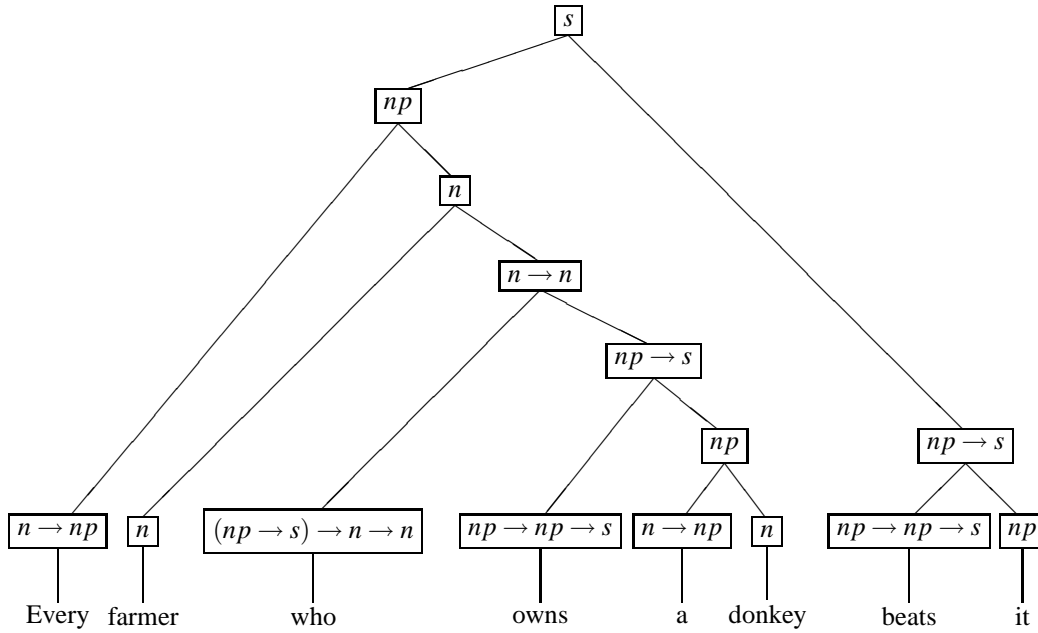 s
np
n
n → n
np → s
np np → s
n → np n (np → s) → n → n np → np → s n → np n np → np → s np
Every farmer who owns a donkey beats it